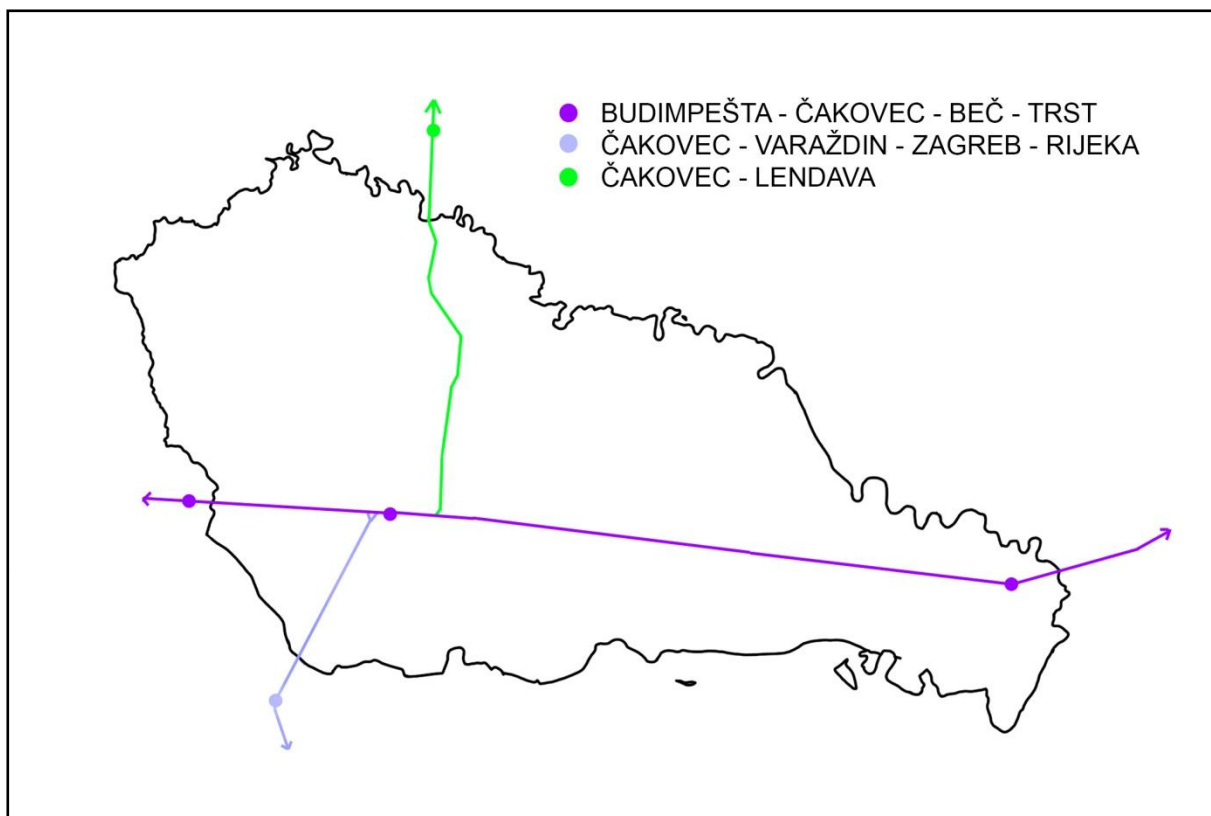 BUDIMPEŠTA - ČAKOVEC - BEČ - TRST
ČAKOVEC - VARAŽDIN - ZAGREB - RIJEKA
ČAKOVEC - LENDAVA